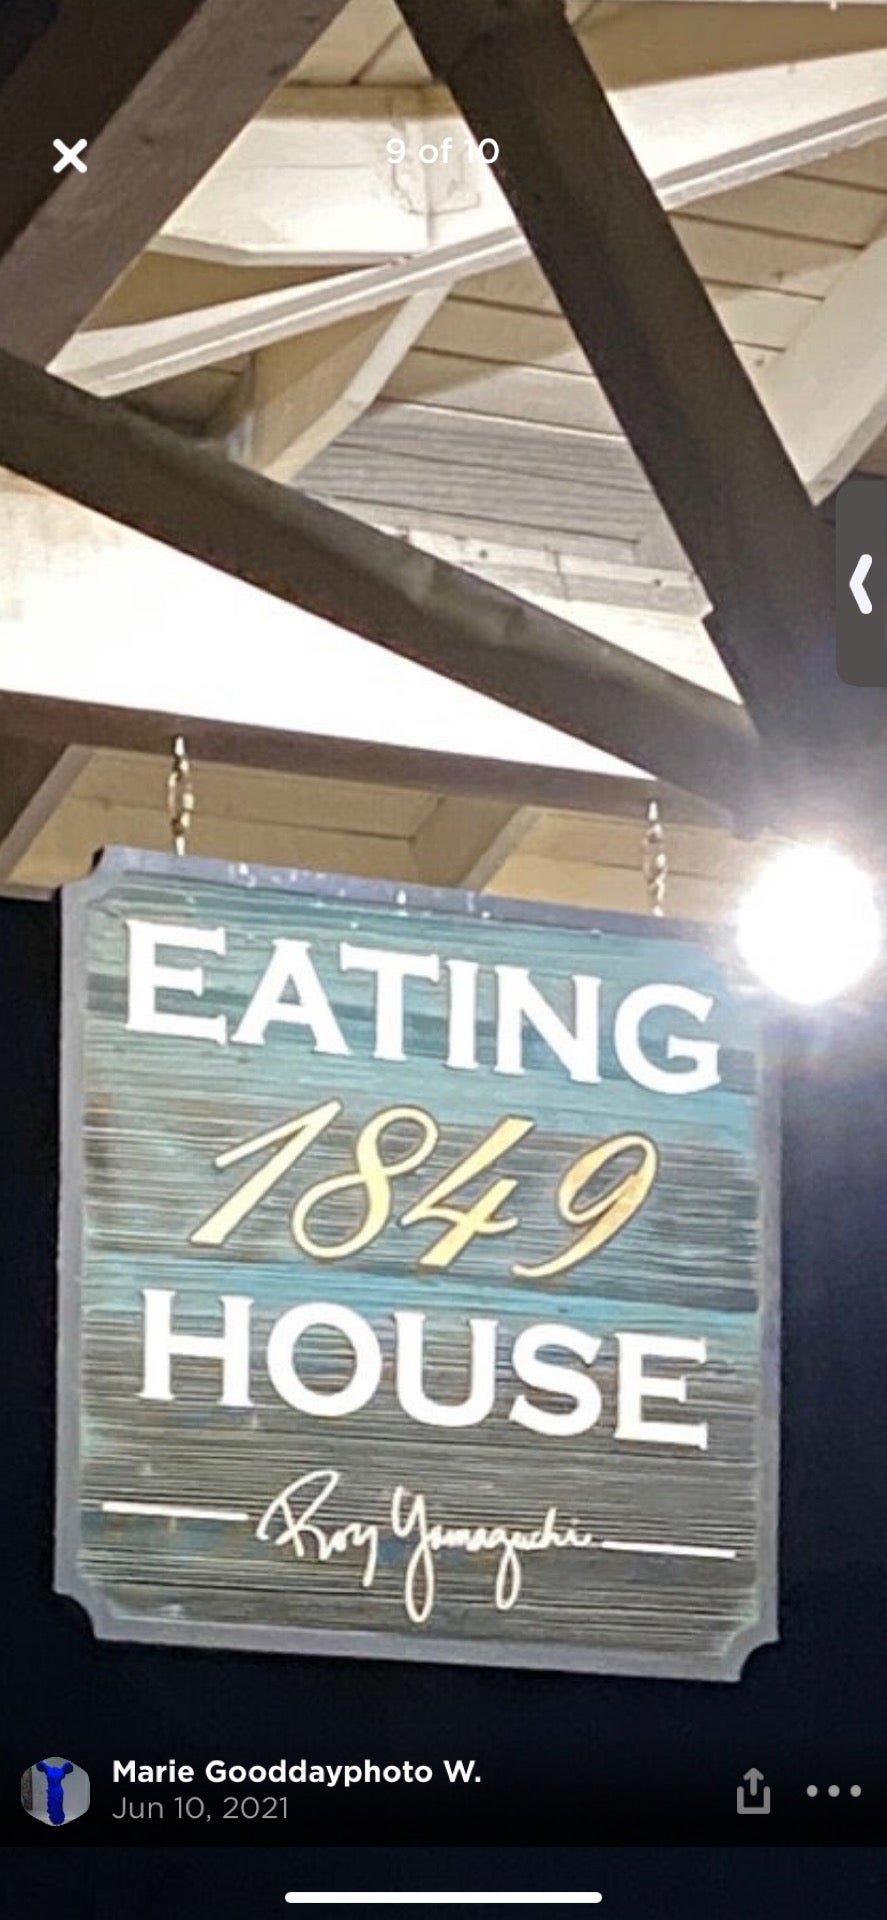 9 of 10
EATING
1849
HOUSE
Roy Yamaguchi
Marie Gooddayphoto W.
Jun 10, 2021